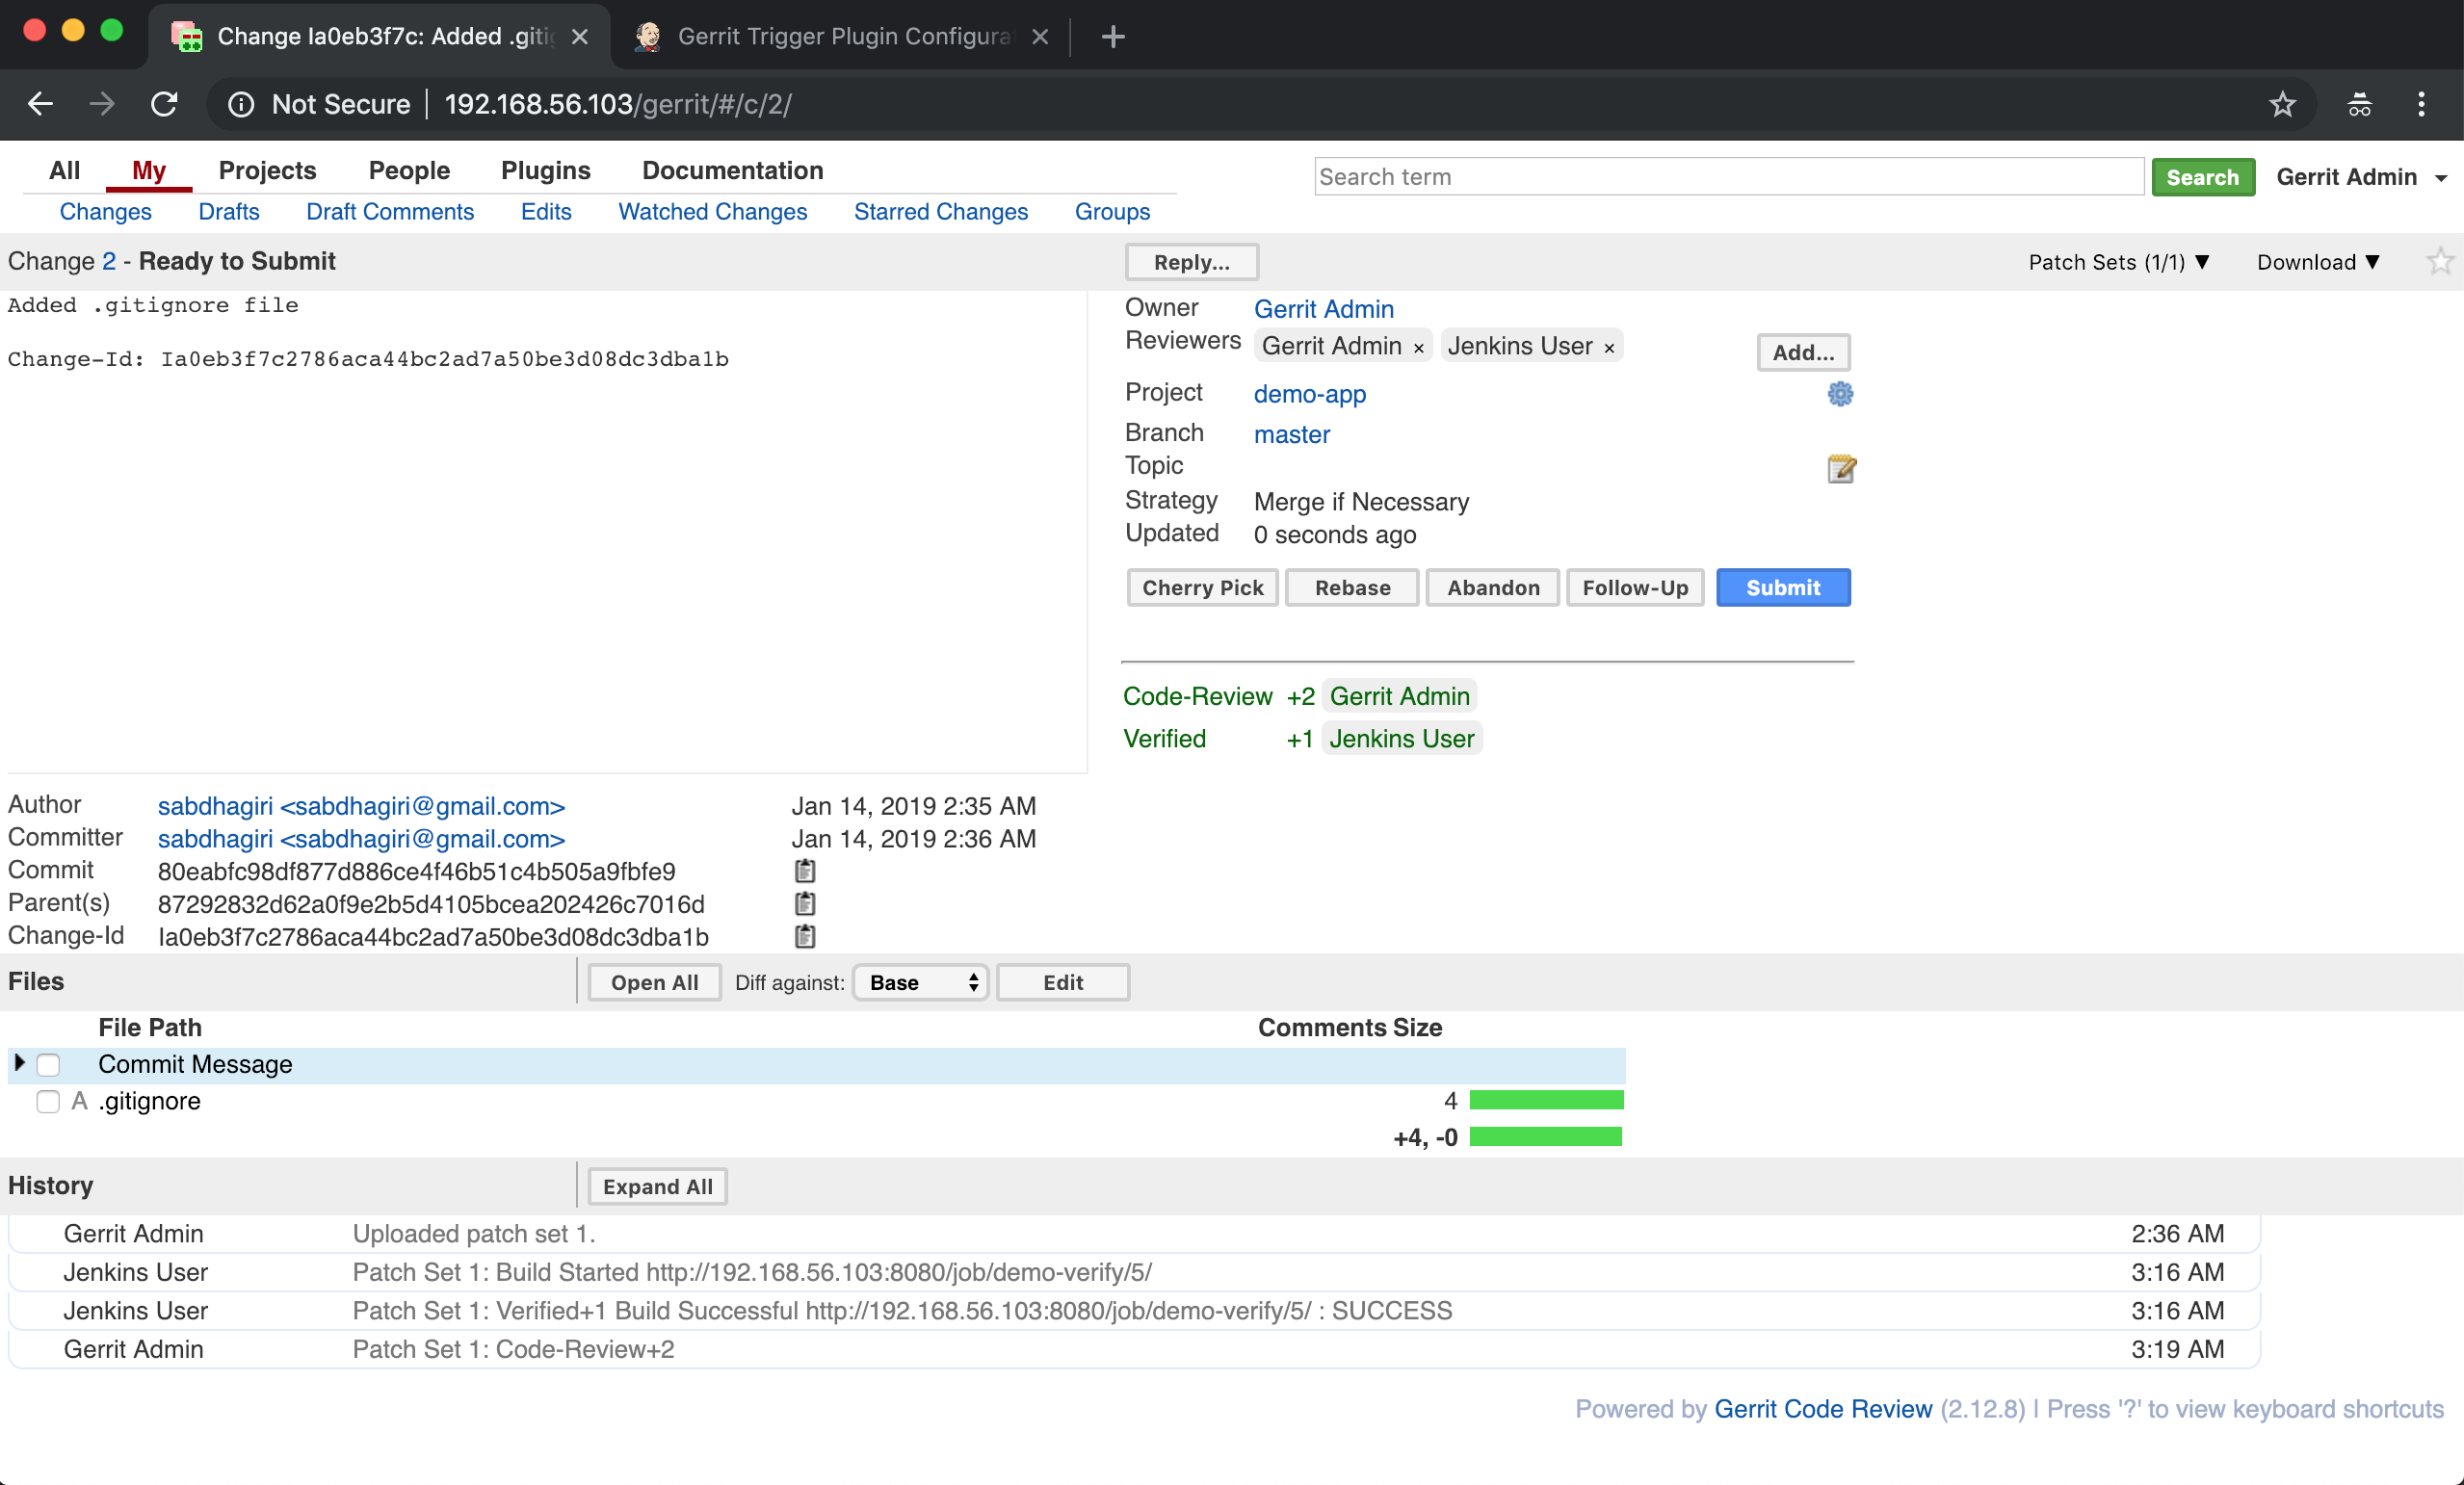 Change Ia0eb3f7c: Added .giti
Gerrit Trigger Plugin Configura
Not Secure 192.168.56.103/gerrit/#/c/2/
All My Projects People Plugins Documentation
Search term Search Gerrit Admin
Changes Drafts Draft Comments Edits Watched Changes Starred Changes Groups
Change 2 - Ready to Submit Reply... Patch Sets (1/1) ▼ Download ▼
Added .gitignore file
Change-Id: Ia0eb3f7c2786aca44bc2ad7a50be3d08dc3dba1b
Owner Gerrit Admin
Reviewers Gerrit Admin × Jenkins User × Add...
Project demo-app
Branch master
Topic
Strategy Merge if Necessary
Updated 0 seconds ago
Cherry Pick Rebase Abandon Follow-Up Submit
Code-Review +2 Gerrit Admin
Verified +1 Jenkins User
Author sabdhagiri <sabdhagiri@gmail.com> Jan 14, 2019 2:35 AM
Committer sabdhagiri <sabdhagiri@gmail.com> Jan 14, 2019 2:36 AM
Commit 80eabfc98df877d886ce4f46b51c4b505a9fbfe9
Parent(s) 87292832d62a0f9e2b5d4105bcea202426c7016d
Change-Id Ia0eb3f7c2786aca44bc2ad7a50be3d08dc3dba1b
Files Open All Diff against: Base Edit
File Path Comments Size
Commit Message
A .gitignore 4
+4, -0
History Expand All
Gerrit Admin Uploaded patch set 1. 2:36 AM
Jenkins User Patch Set 1: Build Started http://192.168.56.103:8080/job/demo-verify/5/ 3:16 AM
Jenkins User Patch Set 1: Verified+1 Build Successful http://192.168.56.103:8080/job/demo-verify/5/ : SUCCESS 3:16 AM
Gerrit Admin Patch Set 1: Code-Review+2 3:19 AM
Powered by Gerrit Code Review (2.12.8) | Press '?' to view keyboard shortcuts